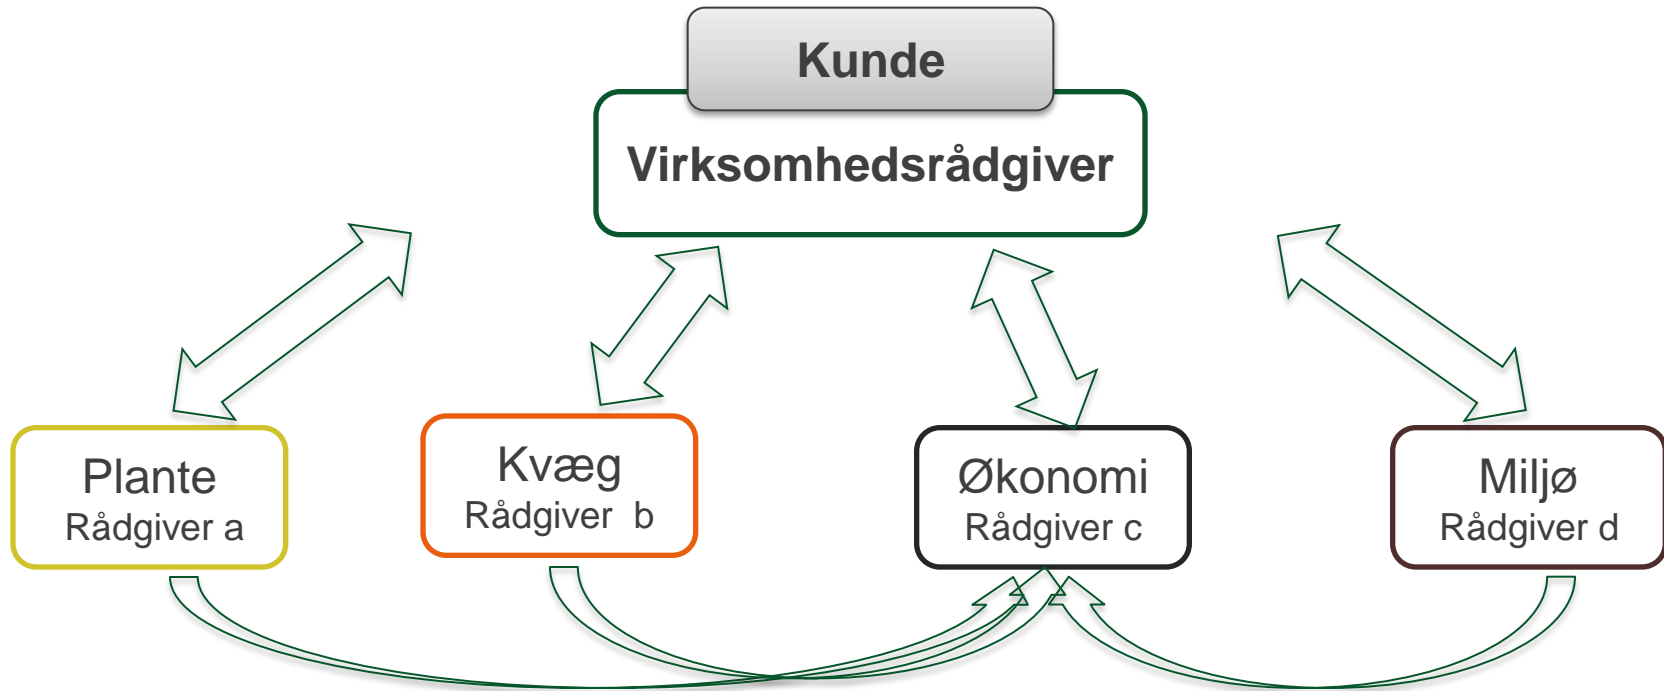 Kunde
Virksomhedsrådgiver
Plante
Rådgiver a
Kvæg
Rådgiver  b
Økonomi
Rådgiver c
Miljø
Rådgiver d